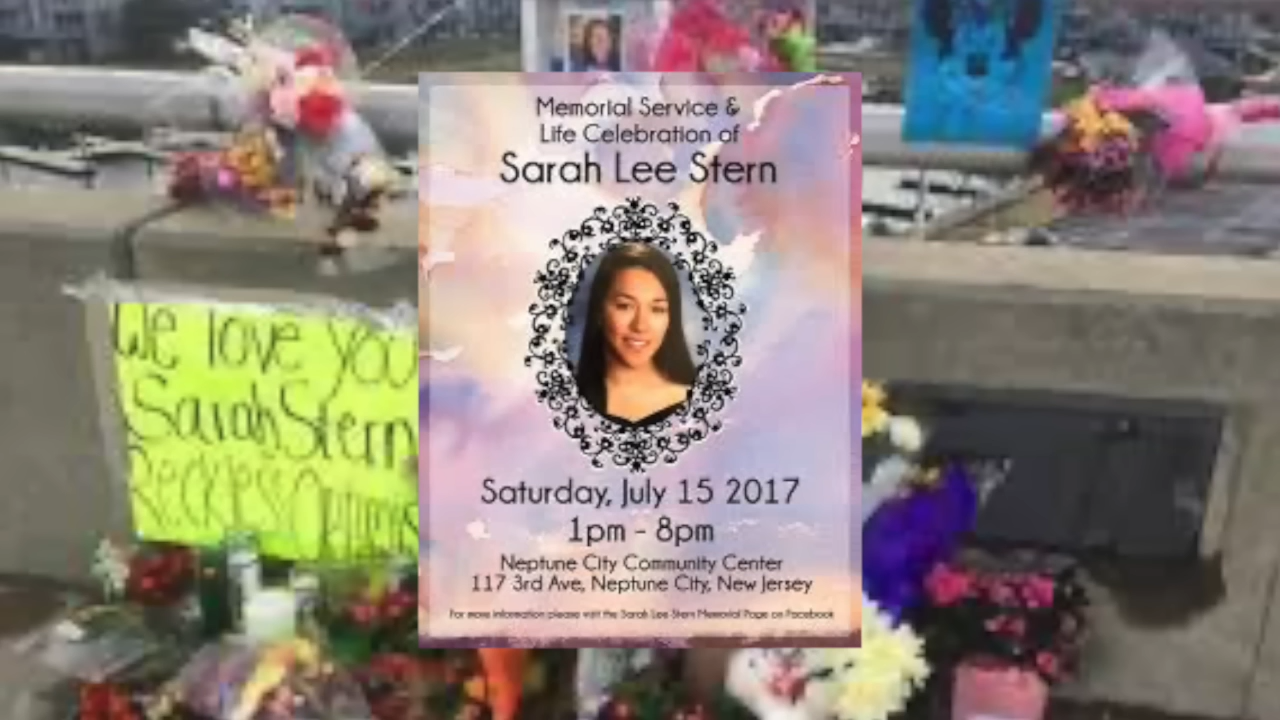 Memorial Service &
Life Celebration of
Sarah Lee Stern
Saturday, July 15 2017
1pm - 8pm
Neptune City Community Center
117 3rd Ave, Neptune City, New Jersey
For more information please visit the Sarah Lee Stern Memorial Page on Facebook
We love you
Sarah Stern